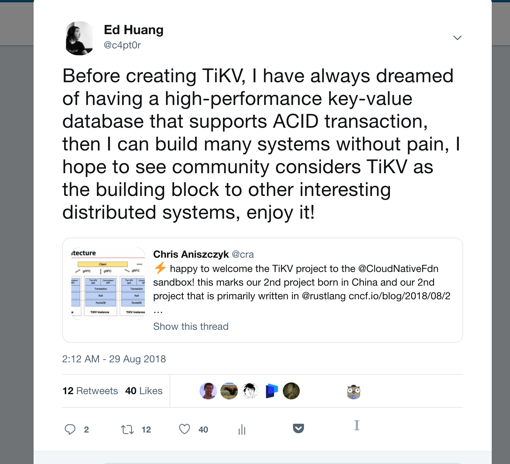 Ed Huang
@c4pt0r
Before creating TiKV, I have always dreamed
of having a high-performance key-value
database that supports ACID transaction,
then I can build many systems without pain, I
hope to see community considers TiKV as
the building block to other interesting
distributed systems, enjoy it!
tecture
Chris Aniszczyk @cra
⚡ happy to welcome the TiKV project to the @CloudNativeFdn
sandbox! this marks our 2nd project born in China and our 2nd
project that is primarily written in @rustlang cncf.io/blog/2018/08/2
...
Show this thread
2:12 AM - 29 Aug 2018
12 Retweets 40 Likes
2 12 40